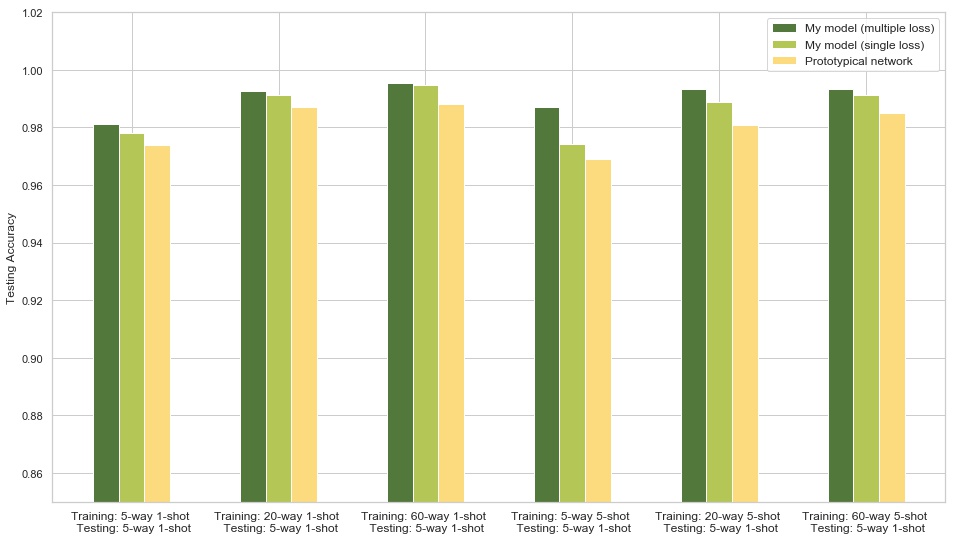 1.02
1.00
0.98
0.96
0.94
0.92
0.90
0.88
0.86
Testing Accuracy
My model (multiple loss)
My model (single loss)
Prototypical network
Training: 5-way 1-shot
Testing: 5-way 1-shot
Training: 20-way 1-shot
Testing: 5-way 1-shot
Training: 60-way 1-shot
Testing: 5-way 1-shot
Training: 5-way 5-shot
Testing: 5-way 1-shot
Training: 20-way 5-shot
Testing: 5-way 1-shot
Training: 60-way 5-shot
Testing: 5-way 1-shot